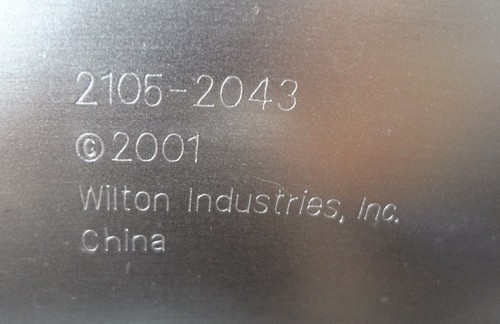 2105-2043
©2001
Wilton Industries, Inc.
China